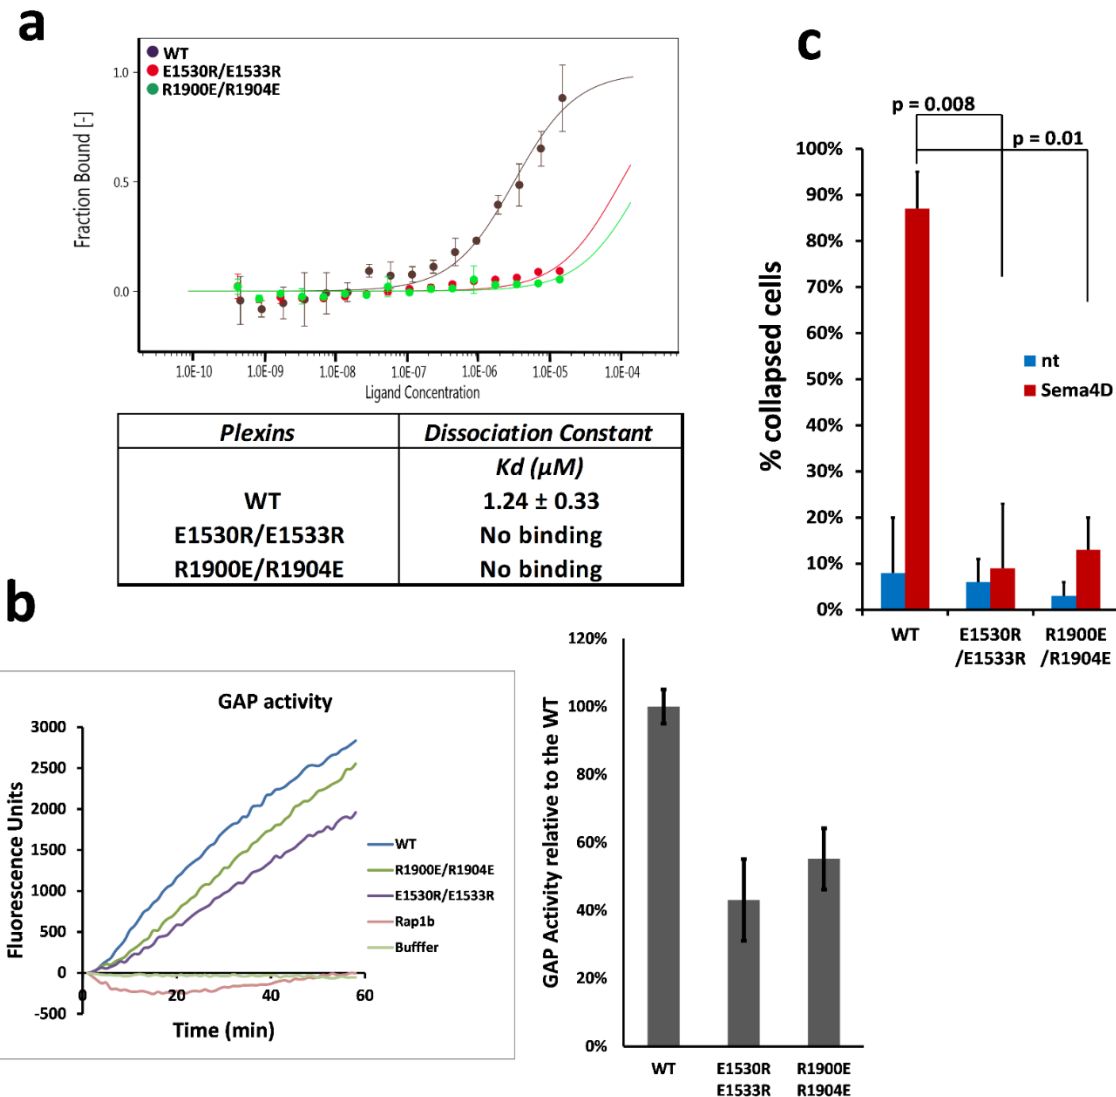 a
WT
E1530R/E1533R
R1900E/R1904E
Fraction Bound [-]
1.0
0.5
0.0
1.0E-10 1.0E-09 1.0E-08 1.0E-07 1.0E-06 1.0E-05 1.0E-04
Ligand Concentration
Plexins Dissociation Constant
Kd (μM)
WT 1.24 ± 0.33
E1530R/E1533R No binding
R1900E/R1904E No binding
b
GAP activity
Fluorescence Units
3000
2500
2000
1500
1000
500
0
-500
0 20 40 60
Time (min)
WT
R1900E/R1904E
E1530R/E1533R
Rap1b
Bufffer
GAP Activity relative to the WT
120%
100%
80%
60%
40%
20%
0%
WT E1530R R1900E
E1533R R1904E
c
p = 0.008
p = 0.01
% collapsed cells
100%
90%
80%
70%
60%
50%
40%
30%
20%
10%
0%
nt
Sema4D
WT E1530R R1900E
/E1533R /R1904E